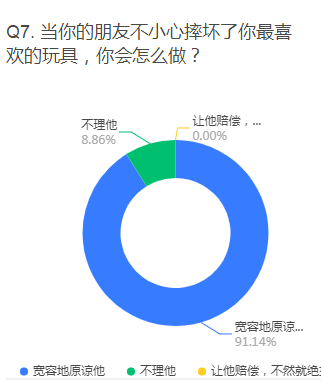 Q7. 当你的朋友不小心摔坏了你最喜
欢的玩具，你会怎么做？
不理他
8.86%
让他赔偿，...
0.00%
宽容地原谅...
91.14%
宽容地原谅他 不理他 让他赔偿，不然就绝